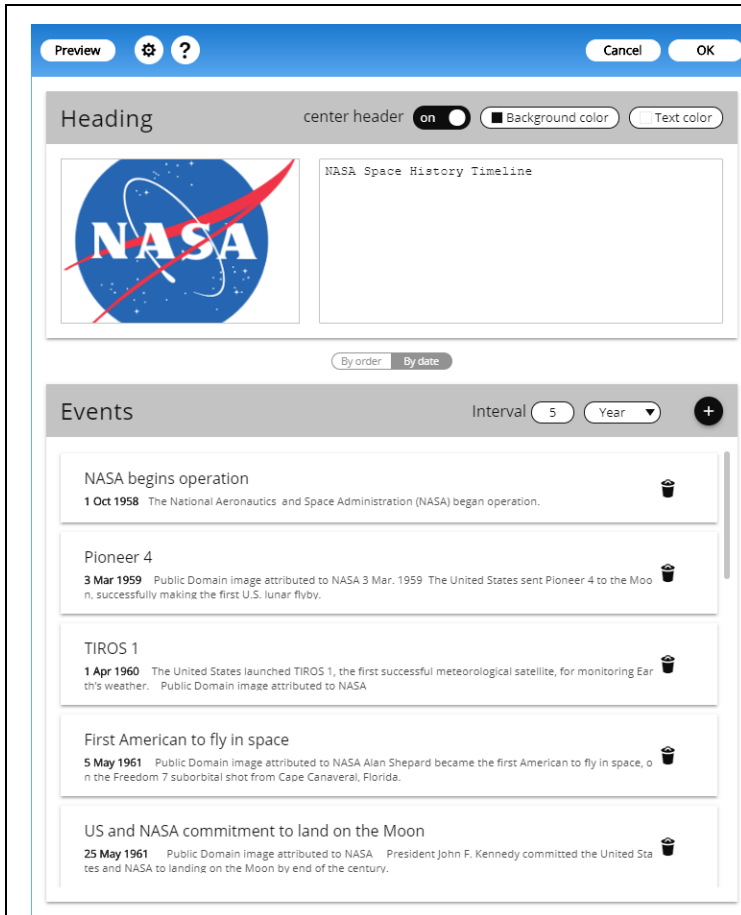 Preview ? Cancel OK
Heading center header on Background color Text color
NASA
NASA Space History Timeline
By order By date
Events Interval 5 Year +
NASA begins operation
1 Oct 1958 The National Aeronautics and Space Administration (NASA) began operation.
Pioneer 4
3 Mar 1959 Public Domain image attributed to NASA 3 Mar. 1959 The United States sent Pioneer 4 to the Moo
n, successfully making the first U.S. lunar flyby.
TIROS 1
1 Apr 1960 The United States launched TIROS 1, the first successful meteorological satellite, for monitoring Ear
th's weather. Public Domain image attributed to NASA
First American to fly in space
5 May 1961 Public Domain image attributed to NASA Alan Shepard became the first American to fly in space, o
n the Freedom 7 suborbital shot from Cape Canaveral, Florida.
US and NASA commitment to land on the Moon
25 May 1961 Public Domain image attributed to NASA President John F. Kennedy committed the United Sta
tes and NASA to landing on the Moon by end of the century.